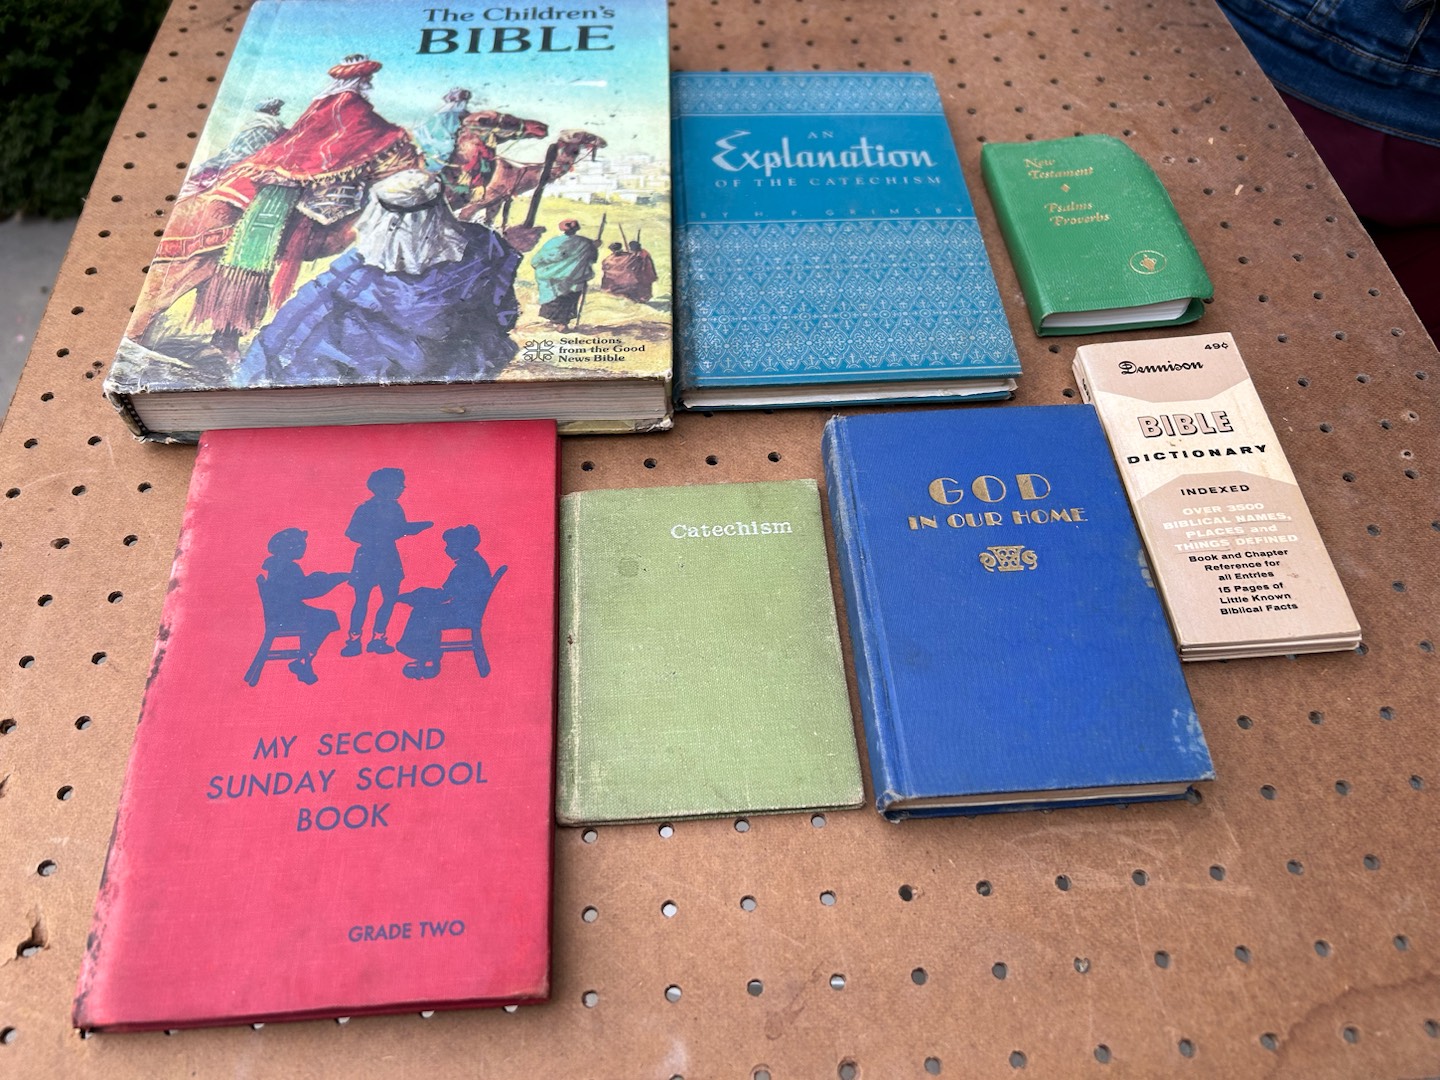 The Children's
BIBLE
Selections
from the Good
News Bible
AN
Explanation
OF THE CATECHISM
BY H. F. GRIMSBY
New
Testament
Psalms
Proverbs
Dennison
49¢
BIBLE
DICTIONARY
INDEXED
OVER 3500
BIBLICAL NAMES,
PLACES and
THINGS DEFINED
Book and Chapter
Reference for
all Entries
15 Pages of
Little Known
Biblical Facts
MY SECOND
SUNDAY SCHOOL
BOOK
GRADE TWO
Catechism
GOD
IN OUR HOME